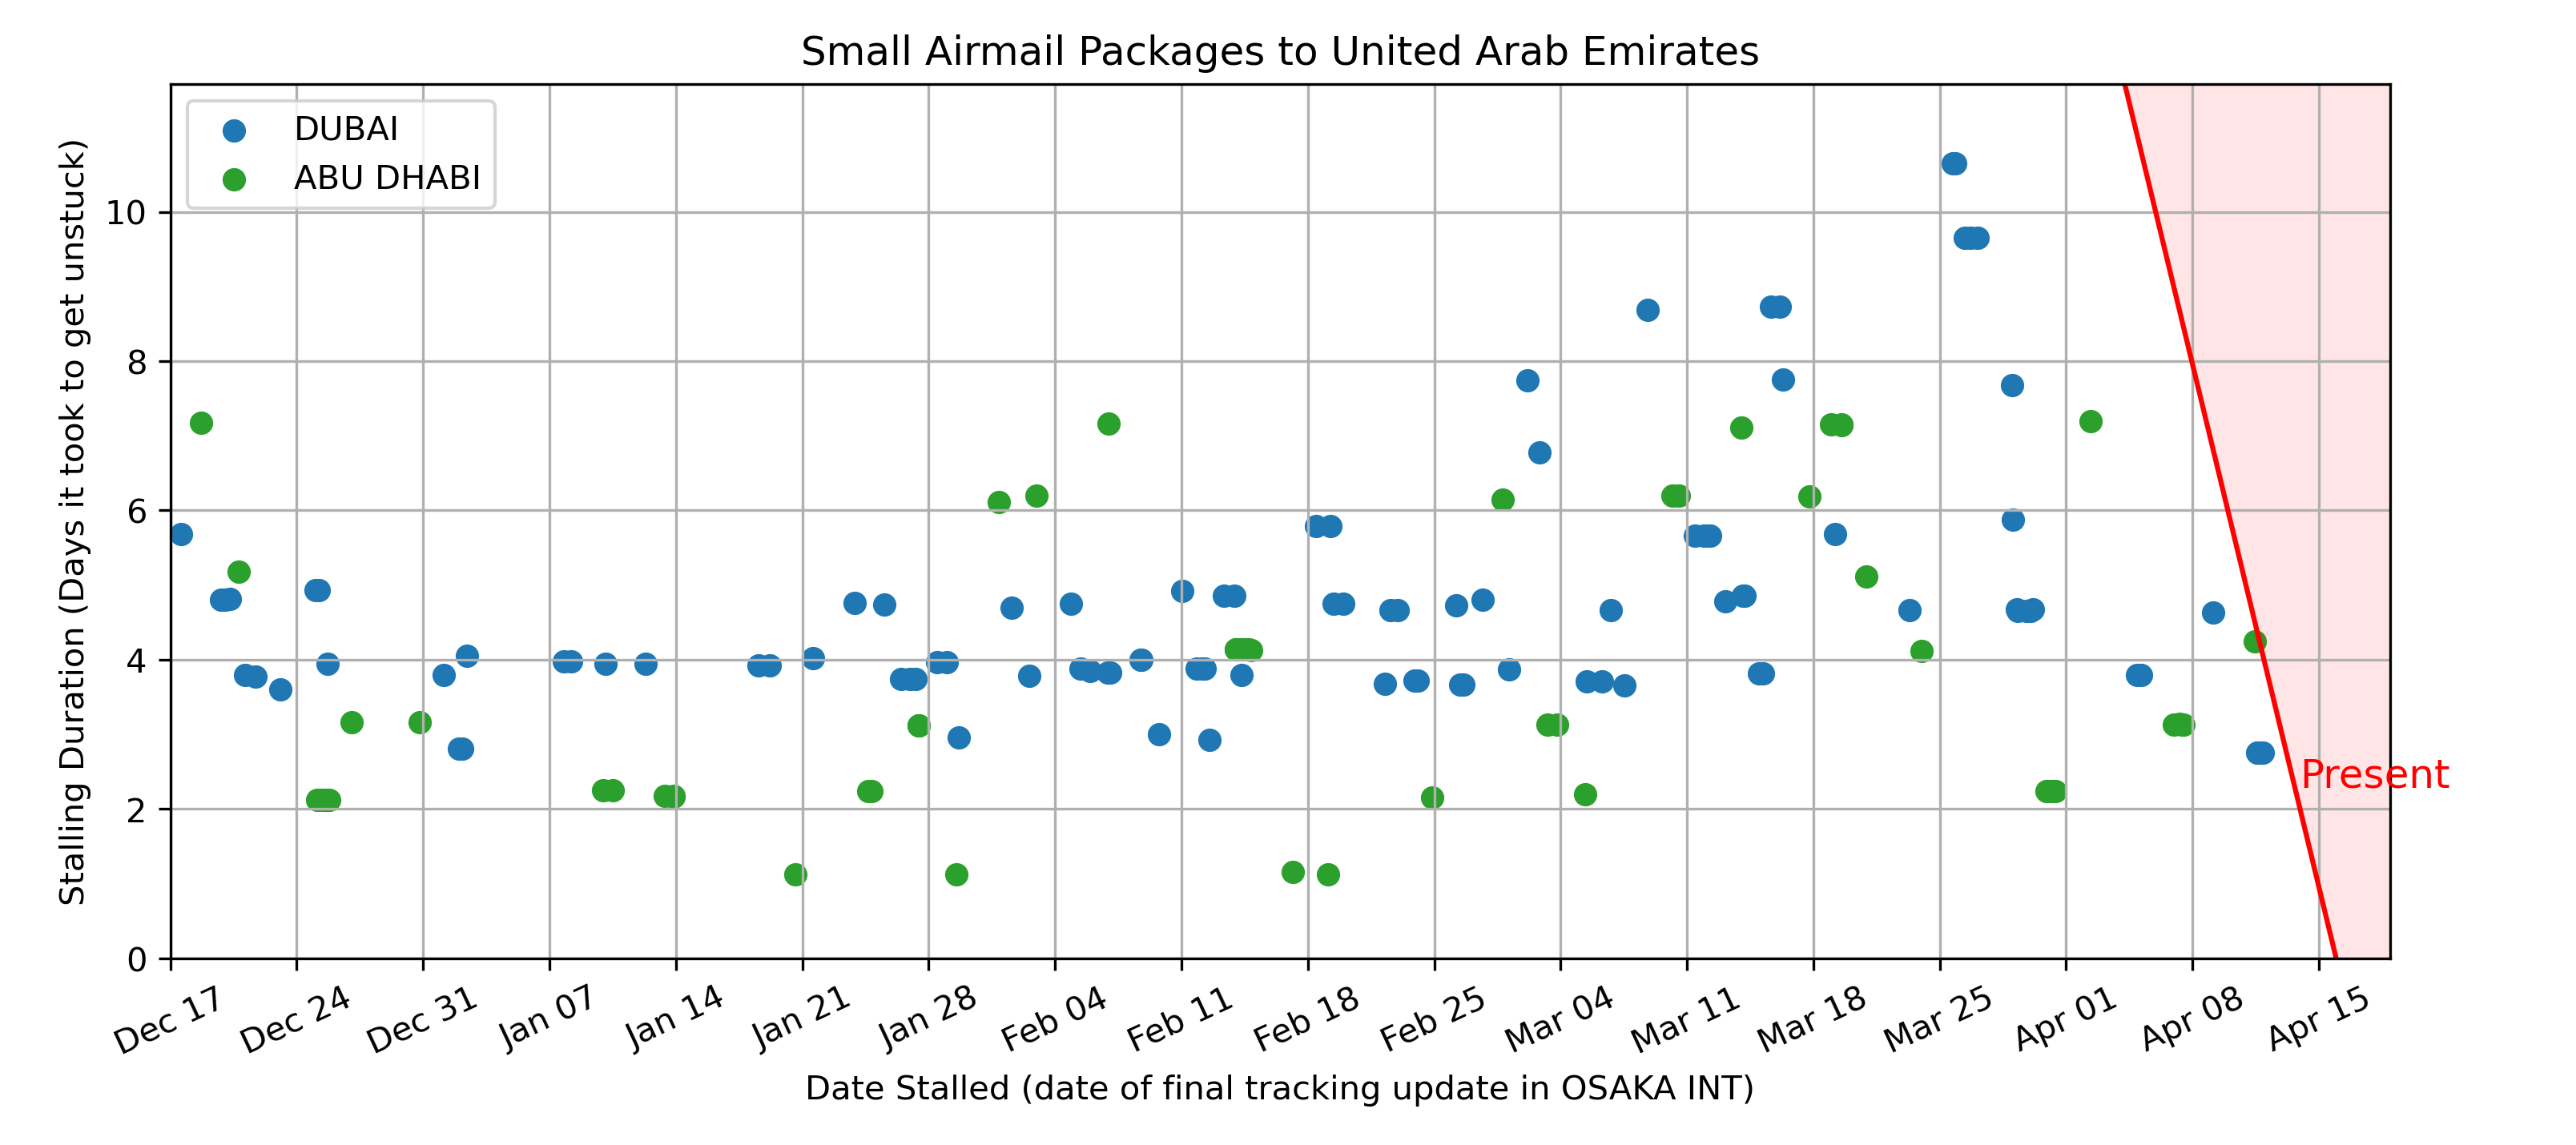 Small Airmail Packages to United Arab Emirates
DUBAI
ABU DHABI
Stalling Duration (Days it took to get unstuck)
10
8
6
4
2
0
Present
Dec 17
Dec 24
Dec 31
Jan 07
Jan 14
Jan 21
Jan 28
Feb 04
Feb 11
Feb 18
Feb 25
Mar 04
Mar 11
Mar 18
Mar 25
Apr 01
Apr 08
Apr 15
Date Stalled (date of final tracking update in OSAKA INT)